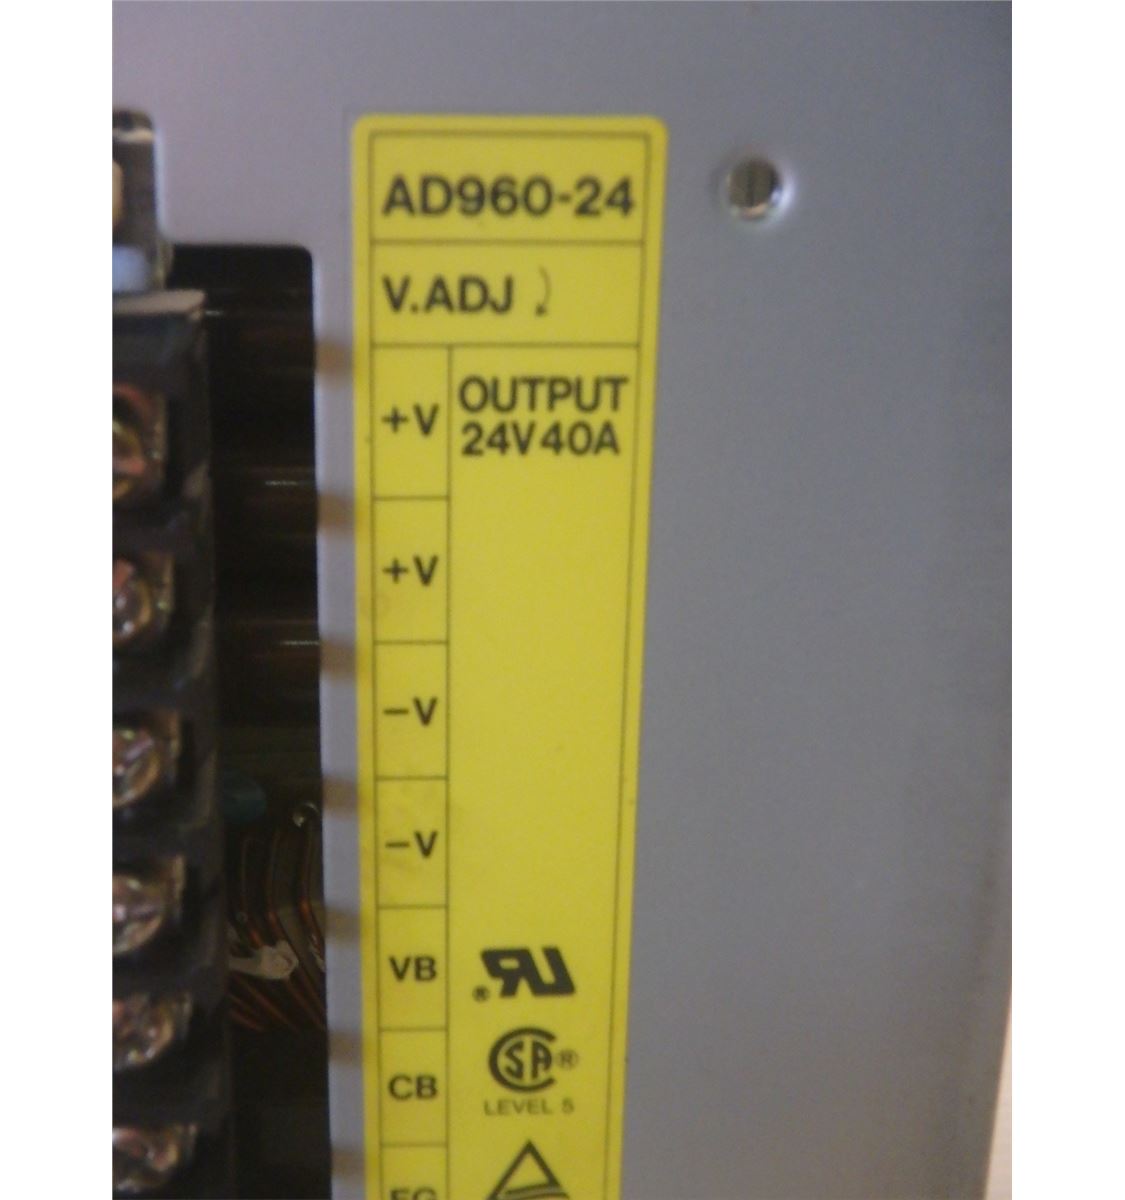 AD960-24
V.ADJ
+V
OUTPUT
24V40A
+V
-V
-V
VB
CB
LEVEL 5